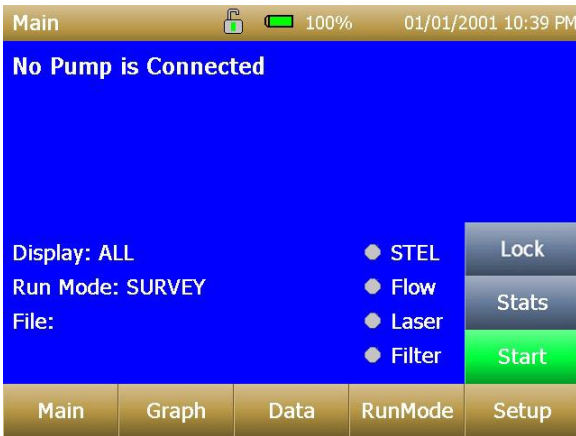 Main 100% 01/01/2001 10:39 PM
No Pump is Connected
Display: ALL
STEL
Lock
Run Mode: SURVEY
Flow
Stats
File:
Laser
Filter
Start
Main Graph Data RunMode Setup